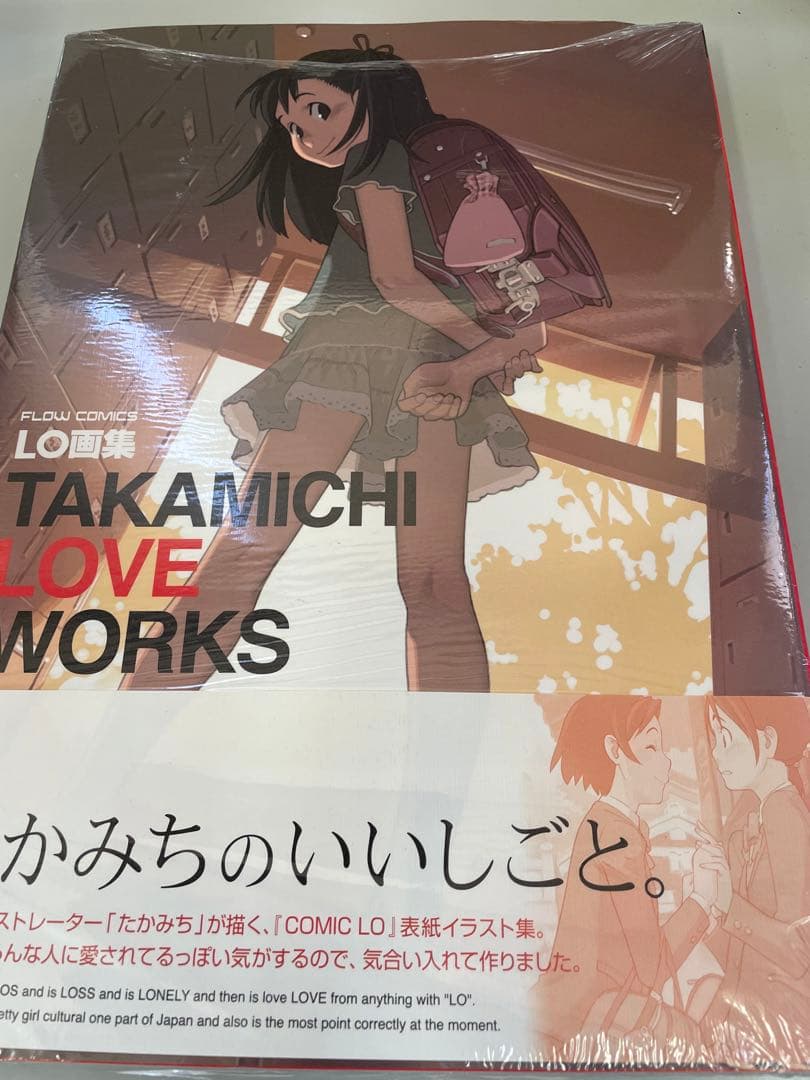 FLOW COMICS
LO画集
TAKAMICHI
LOVE
WORKS
かみちのいいしごと。
ストレーター「たかみち」が描く、『COMIC LO』表紙イラスト集。
んな人に愛されてるっぽい気がするので、気合い入れて作りました。
OS and is LOSS and is LONELY and then is love LOVE from anything with "LO".
etty girl cultural one part of Japan and also is the most point correctly at the moment.